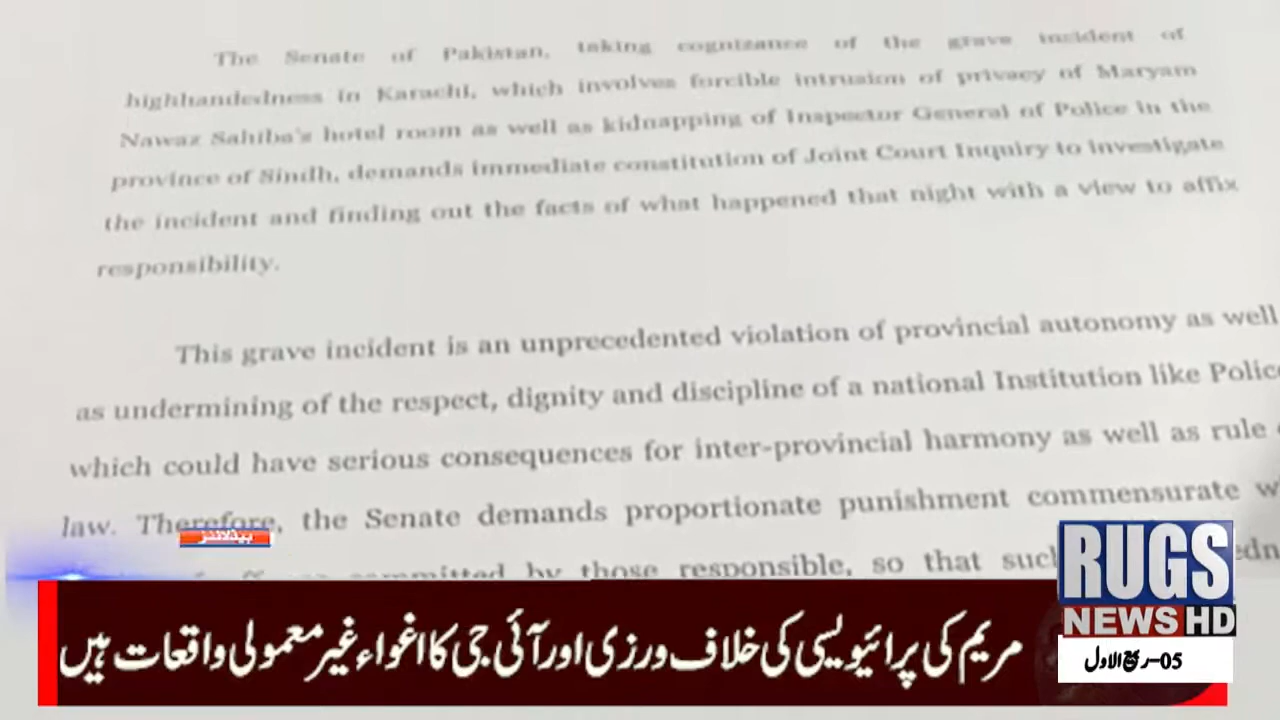 The Senate of Pakistan, taking cognizance of the grave incident of
highhandedness in Karachi, which involves forcible intrusion of privacy of Maryam
Nawaz Sahiba's hotel room as well as kidnapping of Inspector General of Police in the
province of Sindh, demands immediate constitution of Joint Court Inquiry to investigate
the incident and finding out the facts of what happened that night with a view to affix
responsibility.
This grave incident is an unprecedented violation of provincial autonomy as well
as undermining of the respect, dignity and discipline of a national Institution like Police
which could have serious consequences for inter-provincial harmony as well as rule
law. Therefore, the Senate demands proportionate punishment commensurate
committed by those responsible, so that such
ہیڈلائنز
مریم کی پرائیویسی کی خلاف ورزی اور آئی جی کا اغواء غیر معمولی واقعات ہیں
RUGS
NEWS HD
05-ربیع الاول